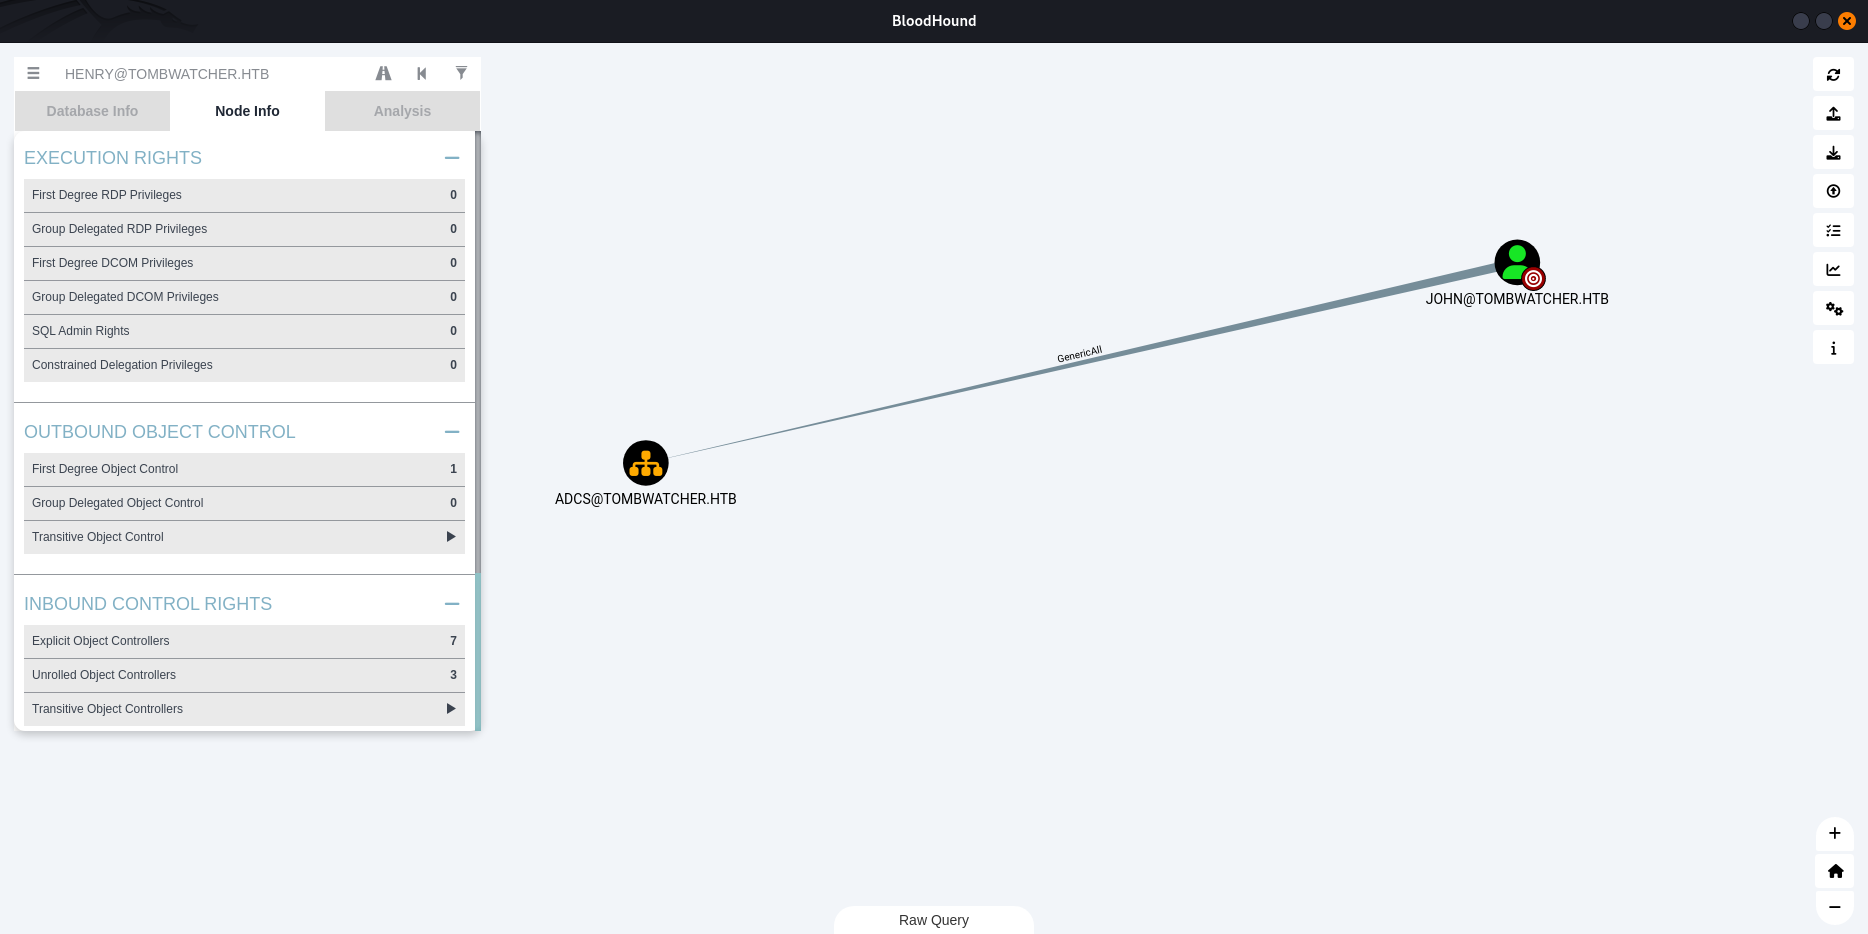 BloodHound
HENRY@TOMBWATCHER.HTB
Database Info
Node Info
Analysis
EXECUTION RIGHTS
First Degree RDP Privileges 0
Group Delegated RDP Privileges 0
First Degree DCOM Privileges 0
Group Delegated DCOM Privileges 0
SQL Admin Rights 0
Constrained Delegation Privileges 0
OUTBOUND OBJECT CONTROL
First Degree Object Control 1
Group Delegated Object Control 0
Transitive Object Control
INBOUND CONTROL RIGHTS
Explicit Object Controllers 7
Unrolled Object Controllers 3
Transitive Object Controllers
JOHN@TOMBWATCHER.HTB
GenericAll
ADCS@TOMBWATCHER.HTB
Raw Query